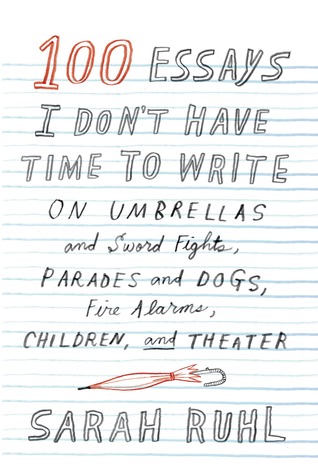 100 ESSAYS
I DON'T HAVE
TIME TO WRITE
ON UMBRELLAS
and Sword Fights,
PARADES and DOGS,
Fire Alarms,
CHILDREN, and THEATER
SARAH RUHL